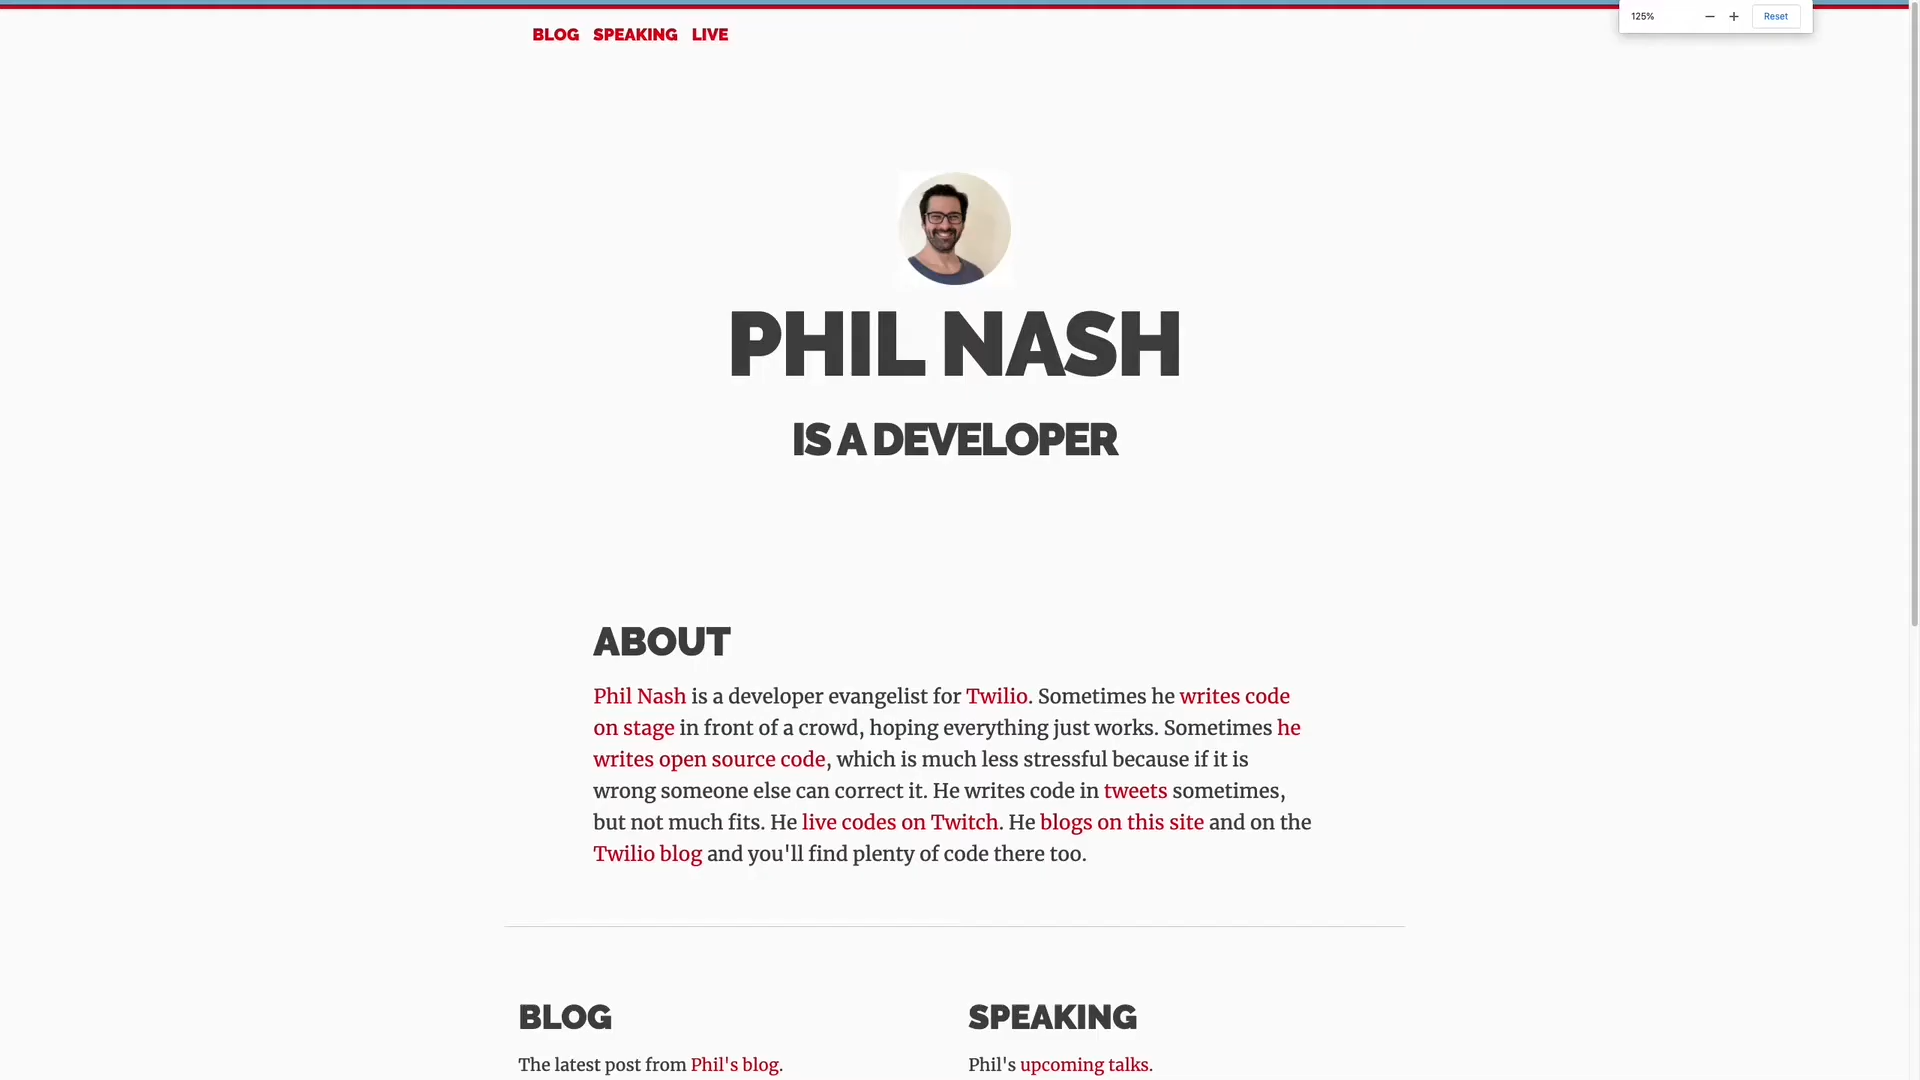 125%
Reset
BLOG SPEAKING LIVE
PHIL NASH
IS A DEVELOPER
ABOUT
Phil Nash is a developer evangelist for Twilio. Sometimes he writes code
on stage in front of a crowd, hoping everything just works. Sometimes he
writes open source code, which is much less stressful because if it is
wrong someone else can correct it. He writes code in tweets sometimes,
but not much fits. He live codes on Twitch. He blogs on this site and on the
Twilio blog and you'll find plenty of code there too.
BLOG
The latest post from Phil's blog.
SPEAKING
Phil's upcoming talks.